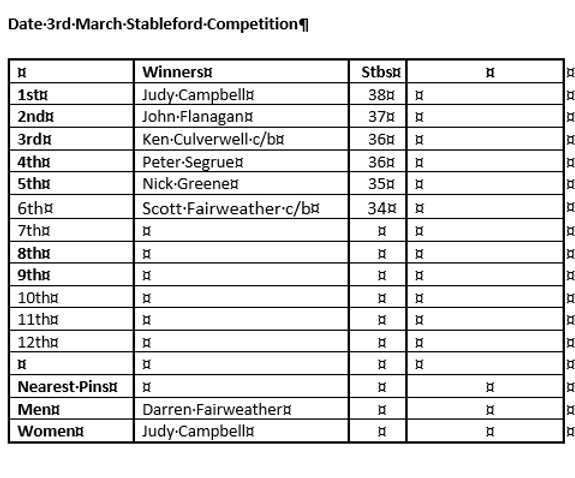 Date 3rd March Stableford Competition
Winners Stbs
1st Judy Campbell 38
2nd John Flanagan 37
3rd Ken Culverwell c/b 36
4th Peter Segrue 36
5th Nick Greene 35
6th Scott Fairweather c/b 34
7th
8th
9th
10th
11th
12th
Nearest Pins
Men Darren Fairweather
Women Judy Campbell